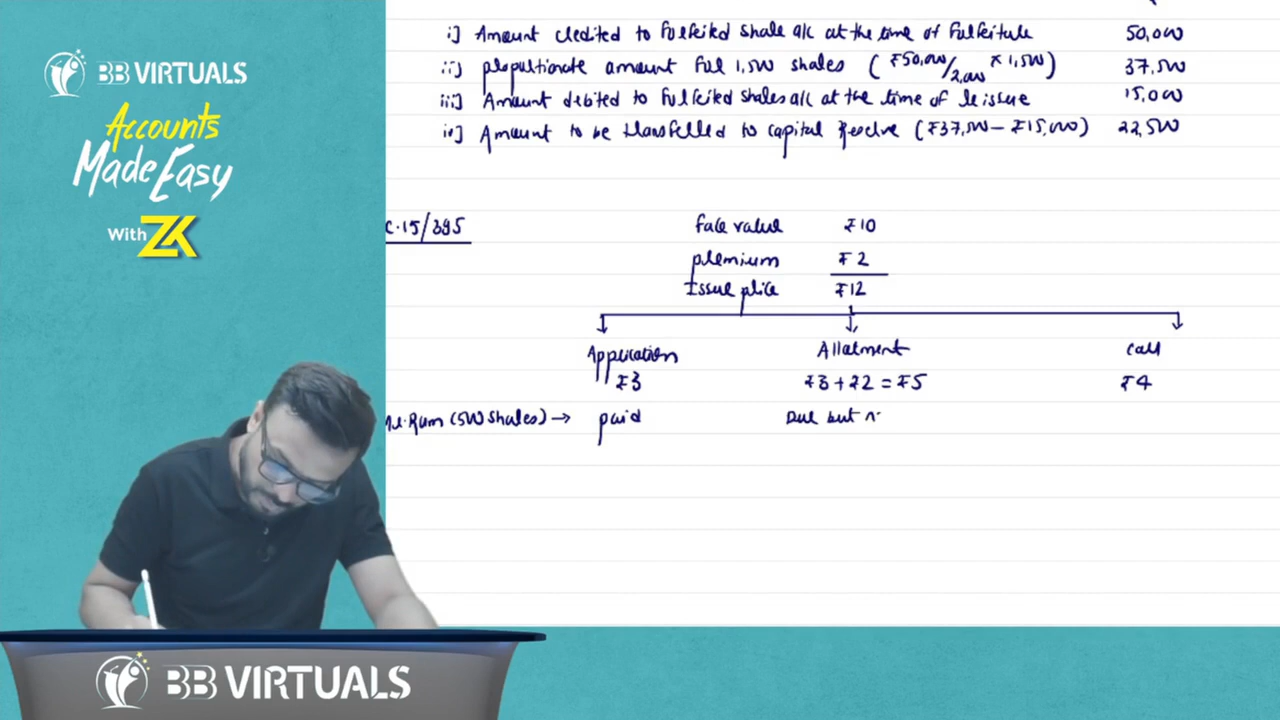 BB VIRTUALS
Accounts
Made Easy
With ZK
i] Amount credited to forfeited share a/c at the time of forfeiture 50,000
ii] proportionate amount for 1,500 shares (₹50,000/2,000 × 1,500) 37,500
iii] Amount debited to forfeited shares a/c at the time of reissue 15,000
iv] Amount to be transferred to capital Reserve (₹37,500 – ₹15,000) 22,500
C.15/395
face value ₹10
premium ₹2
Issue price ₹12
Application Allotment Call
₹3 ₹3 + ₹2 = ₹5 ₹4
Mr. Ram (500 shares) → paid Due but n
BB VIRTUALS